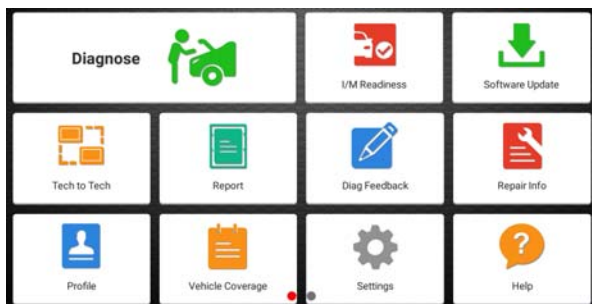 Diagnose
I/M Readiness
Software Update
Tech to Tech
Report
Diag Feedback
Repair Info
Profile
Vehicle Coverage
Settings
?
Help